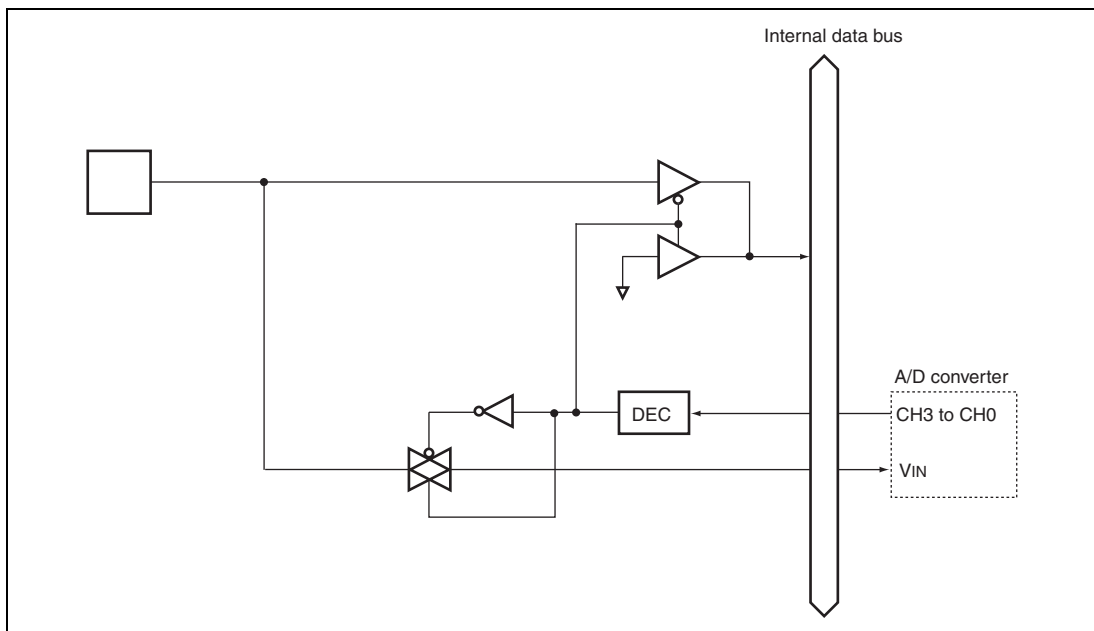 Internal data bus
A/D converter
DEC
CH3 to CH0
VIN